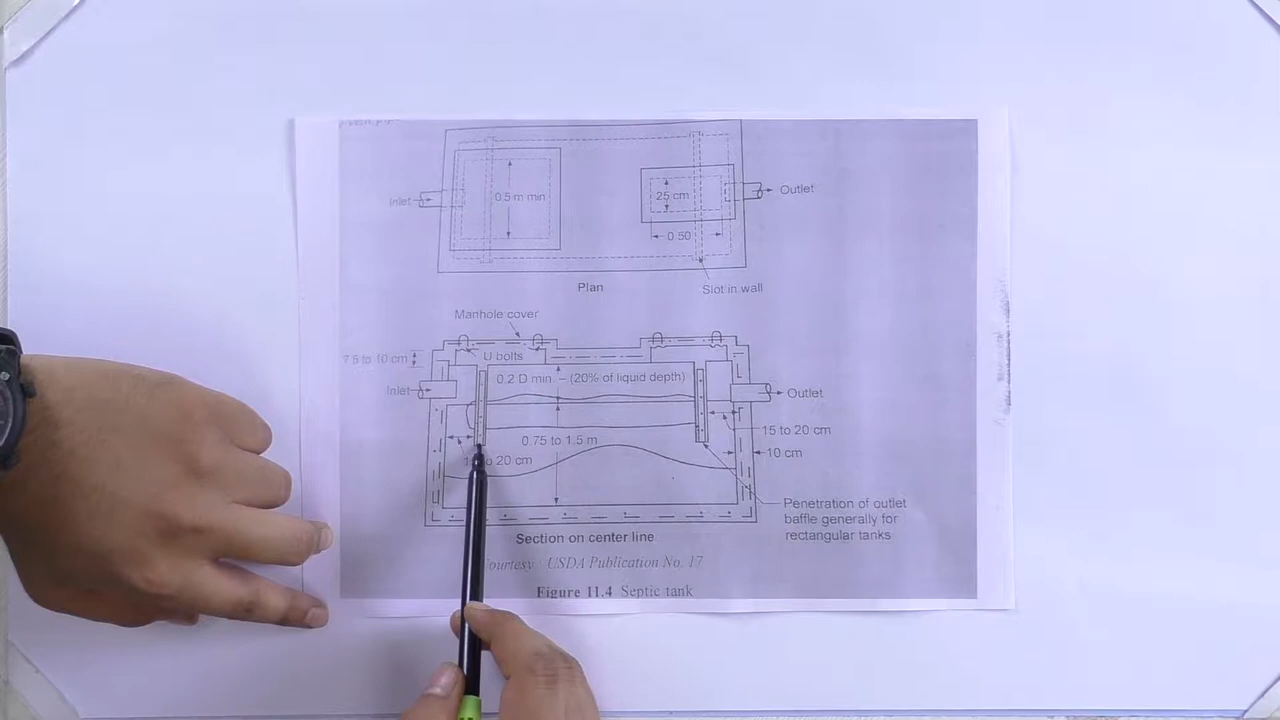 Inlet
0.5 m min
25 cm
0.50
Outlet
Plan
Slot in wall
Manhole cover
7.5 to 10 cm
U bolts
Inlet
0.2 D min. – (20% of liquid depth)
Outlet
15 to 20 cm
0.75 to 1.5 m
to 20 cm
10 cm
Penetration of outlet
baffle generally for
rectangular tanks
Section on center line
Courtesy : USDA Publication No. 17
Figure 11.4 Septic tank